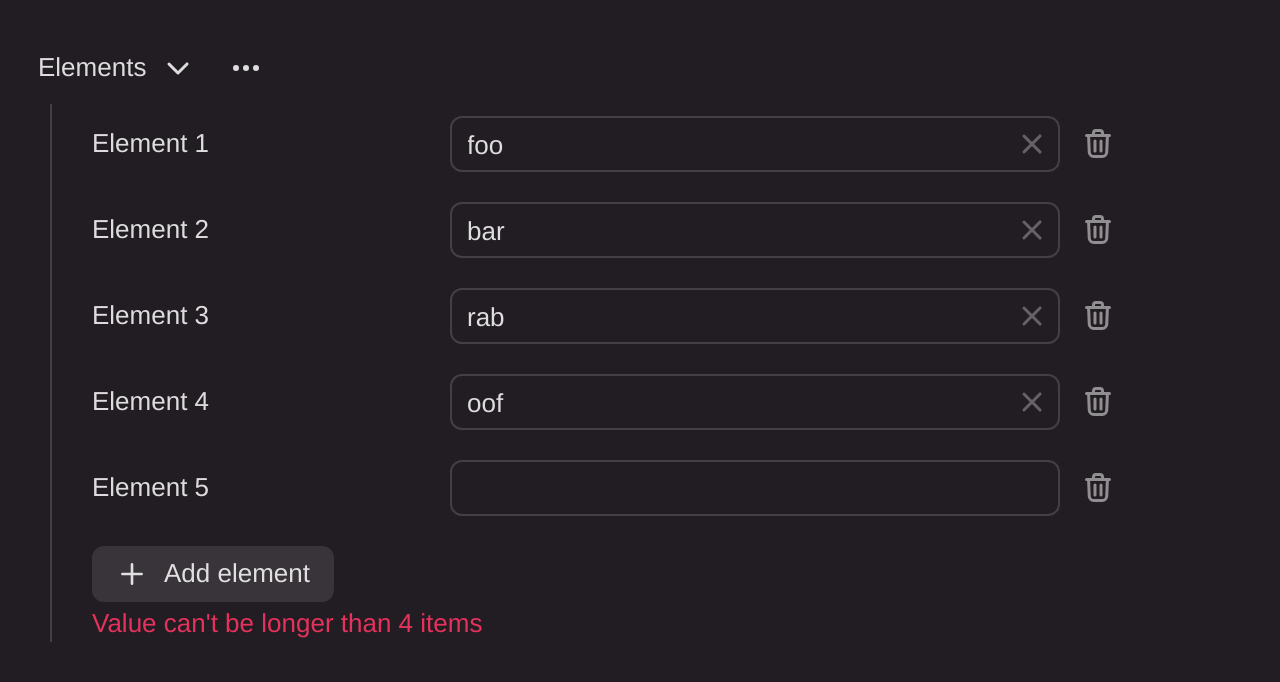 Elements
Element 1
foo
Element 2
bar
Element 3
rab
Element 4
oof
Element 5
Add element
Value can't be longer than 4 items